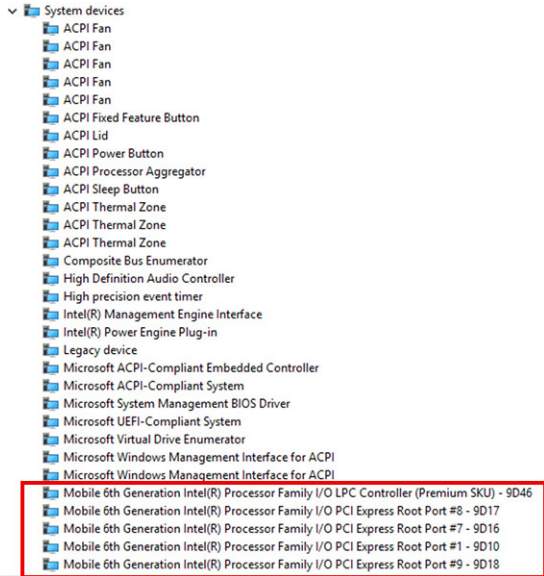 System devices
ACPI Fan
ACPI Fan
ACPI Fan
ACPI Fan
ACPI Fan
ACPI Fixed Feature Button
ACPI Lid
ACPI Power Button
ACPI Processor Aggregator
ACPI Sleep Button
ACPI Thermal Zone
ACPI Thermal Zone
ACPI Thermal Zone
Composite Bus Enumerator
High Definition Audio Controller
High precision event timer
Intel(R) Management Engine Interface
Intel(R) Power Engine Plug-in
Legacy device
Microsoft ACPI-Compliant Embedded Controller
Microsoft ACPI-Compliant System
Microsoft System Management BIOS Driver
Microsoft UEFI-Compliant System
Microsoft Virtual Drive Enumerator
Microsoft Windows Management Interface for ACPI
Microsoft Windows Management Interface for ACPI
Mobile 6th Generation Intel(R) Processor Family I/O LPC Controller (Premium SKU) - 9D46
Mobile 6th Generation Intel(R) Processor Family I/O PCI Express Root Port #8 - 9D17
Mobile 6th Generation Intel(R) Processor Family I/O PCI Express Root Port #7 - 9D16
Mobile 6th Generation Intel(R) Processor Family I/O PCI Express Root Port #1 - 9D10
Mobile 6th Generation Intel(R) Processor Family I/O PCI Express Root Port #9 - 9D18